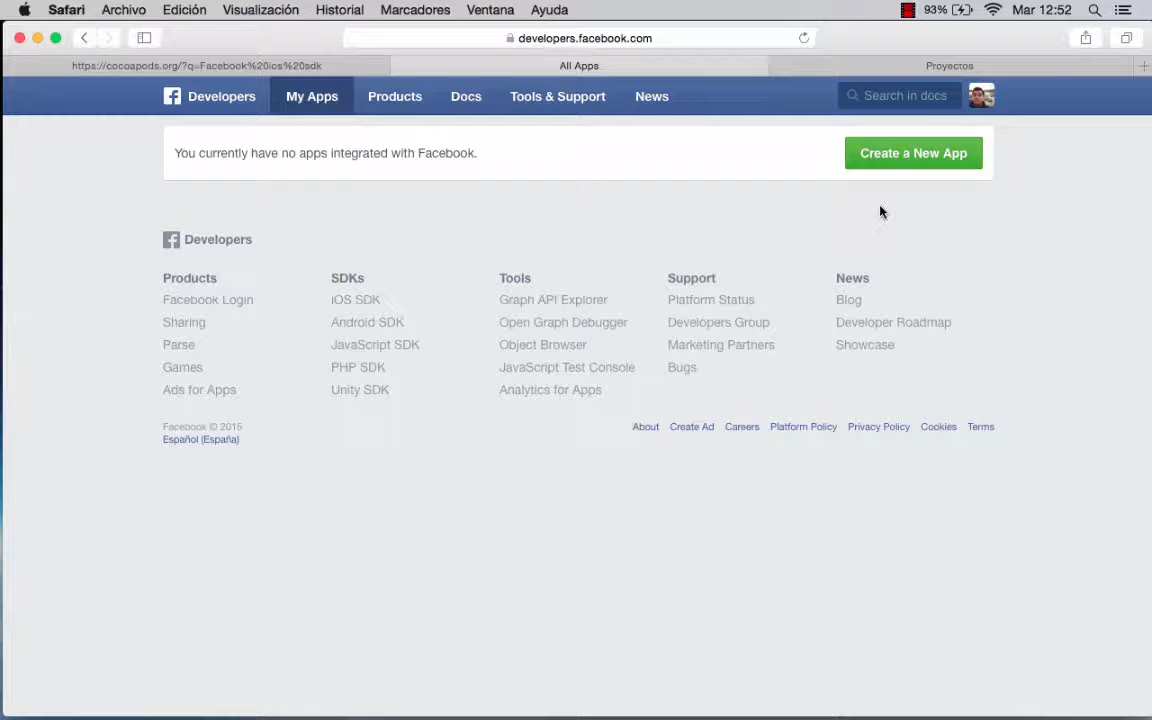 Safari Archivo Edición Visualización Historial Marcadores Ventana Ayuda 93% Mar 12:52
developers.facebook.com
https://cocoapods.org/?q=Facebook%20ios%20sdk All Apps Proyectos
Developers My Apps Products Docs Tools & Support News Search in docs
You currently have no apps integrated with Facebook. Create a New App
Developers
Products SDKs Tools Support News
Facebook Login iOS SDK Graph API Explorer Platform Status Blog
Sharing Android SDK Open Graph Debugger Developers Group Developer Roadmap
Parse JavaScript SDK Object Browser Marketing Partners Showcase
Games PHP SDK JavaScript Test Console Bugs
Ads for Apps Unity SDK Analytics for Apps
Facebook © 2015 About Create Ad Careers Platform Policy Privacy Policy Cookies Terms
Español (España)